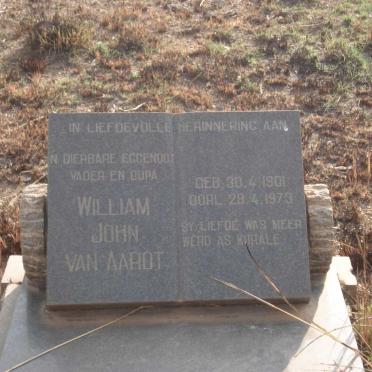 IN LIEFDEVOLLE HERINNERING AAN
N DIERBARE EGGENOOT
VADER EN OUPA
WILLIAM
JOHN
VAN AARDT
GEB. 30.4.1901
OORL. 28.4.1973
SY LIEFDE WAS MEER
WERD AS KORALE